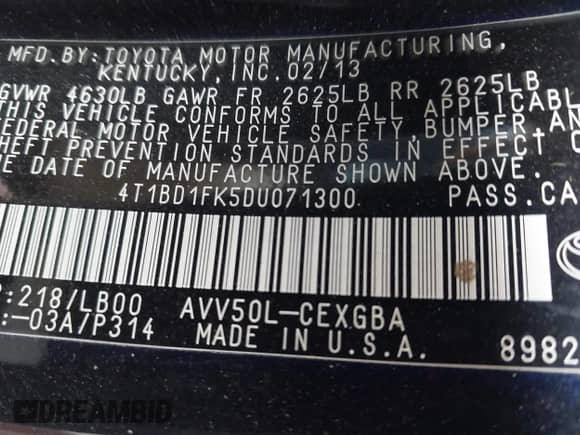 MFD.BY:TOYOTA MOTOR MANUFACTURING,
KENTUCKY,INC.02/13
GVWR 4630LB GAWR FR 2625LB RR 2625LB
THIS VEHICLE CONFORMS TO ALL APPLICABL
FEDERAL MOTOR VEHICLE SAFETY,BUMPER,AN
THEFT PREVENTION STANDARDS IN EFFECT O
THE DATE OF MANUFACTURE SHOWN ABOVE.
4T1BD1FK5DU071300 PASS.CA
:218/LB00 AVV50L-CEXGBA
:-03A/P314 MADE IN U.S.A. 8982
DREAMBID